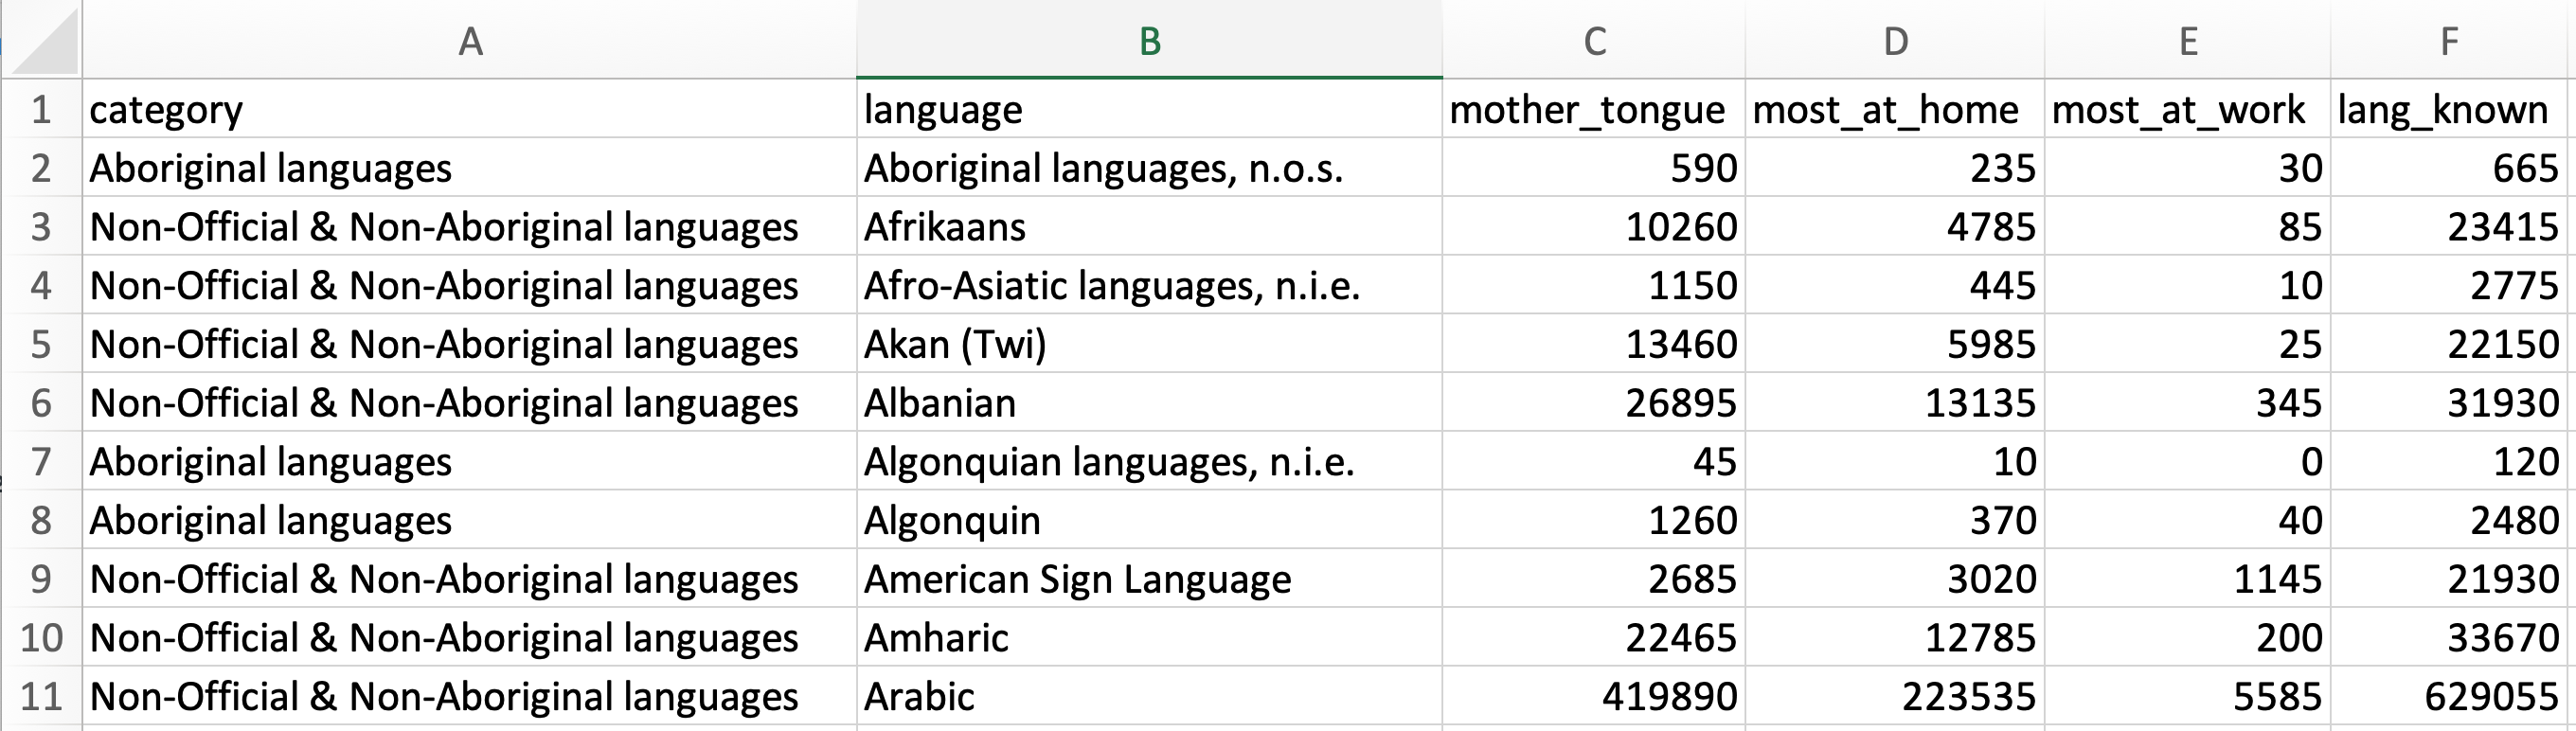 A B C D E F
1 category language mother_tongue most_at_home most_at_work lang_known
2 Aboriginal languages Aboriginal languages, n.o.s. 590 235 30 665
3 Non-Official & Non-Aboriginal languages Afrikaans 10260 4785 85 23415
4 Non-Official & Non-Aboriginal languages Afro-Asiatic languages, n.i.e. 1150 445 10 2775
5 Non-Official & Non-Aboriginal languages Akan (Twi) 13460 5985 25 22150
6 Non-Official & Non-Aboriginal languages Albanian 26895 13135 345 31930
7 Aboriginal languages Algonquian languages, n.i.e. 45 10 0 120
8 Aboriginal languages Algonquin 1260 370 40 2480
9 Non-Official & Non-Aboriginal languages American Sign Language 2685 3020 1145 21930
10 Non-Official & Non-Aboriginal languages Amharic 22465 12785 200 33670
11 Non-Official & Non-Aboriginal languages Arabic 419890 223535 5585 629055